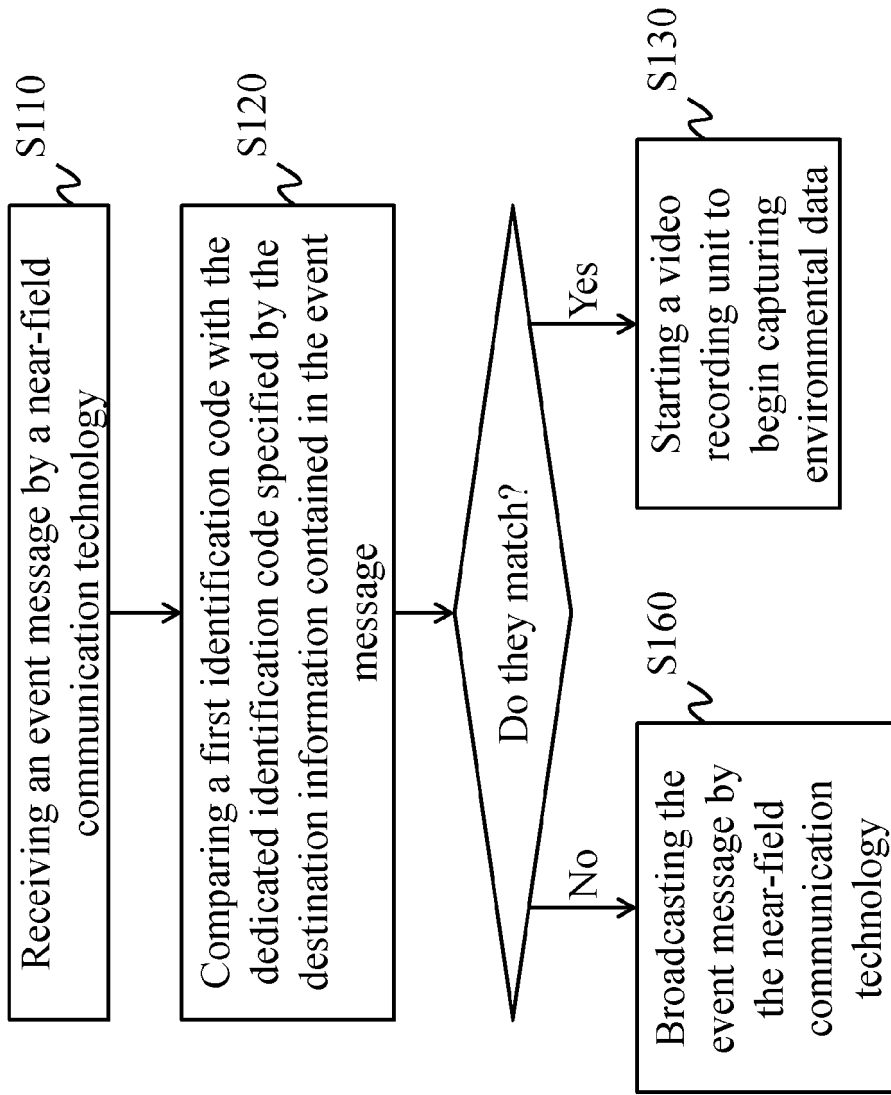 Receiving an event message by a near-field
communication technology
S110
Comparing a first identification code with the
dedicated identification code specified by the
destination information contained in the event
message
S120
Do they match?
Yes
No
Starting a video
recording unit to
begin capturing
environmental data
S130
Broadcasting the
event message by
the near-field
communication
technology
S160